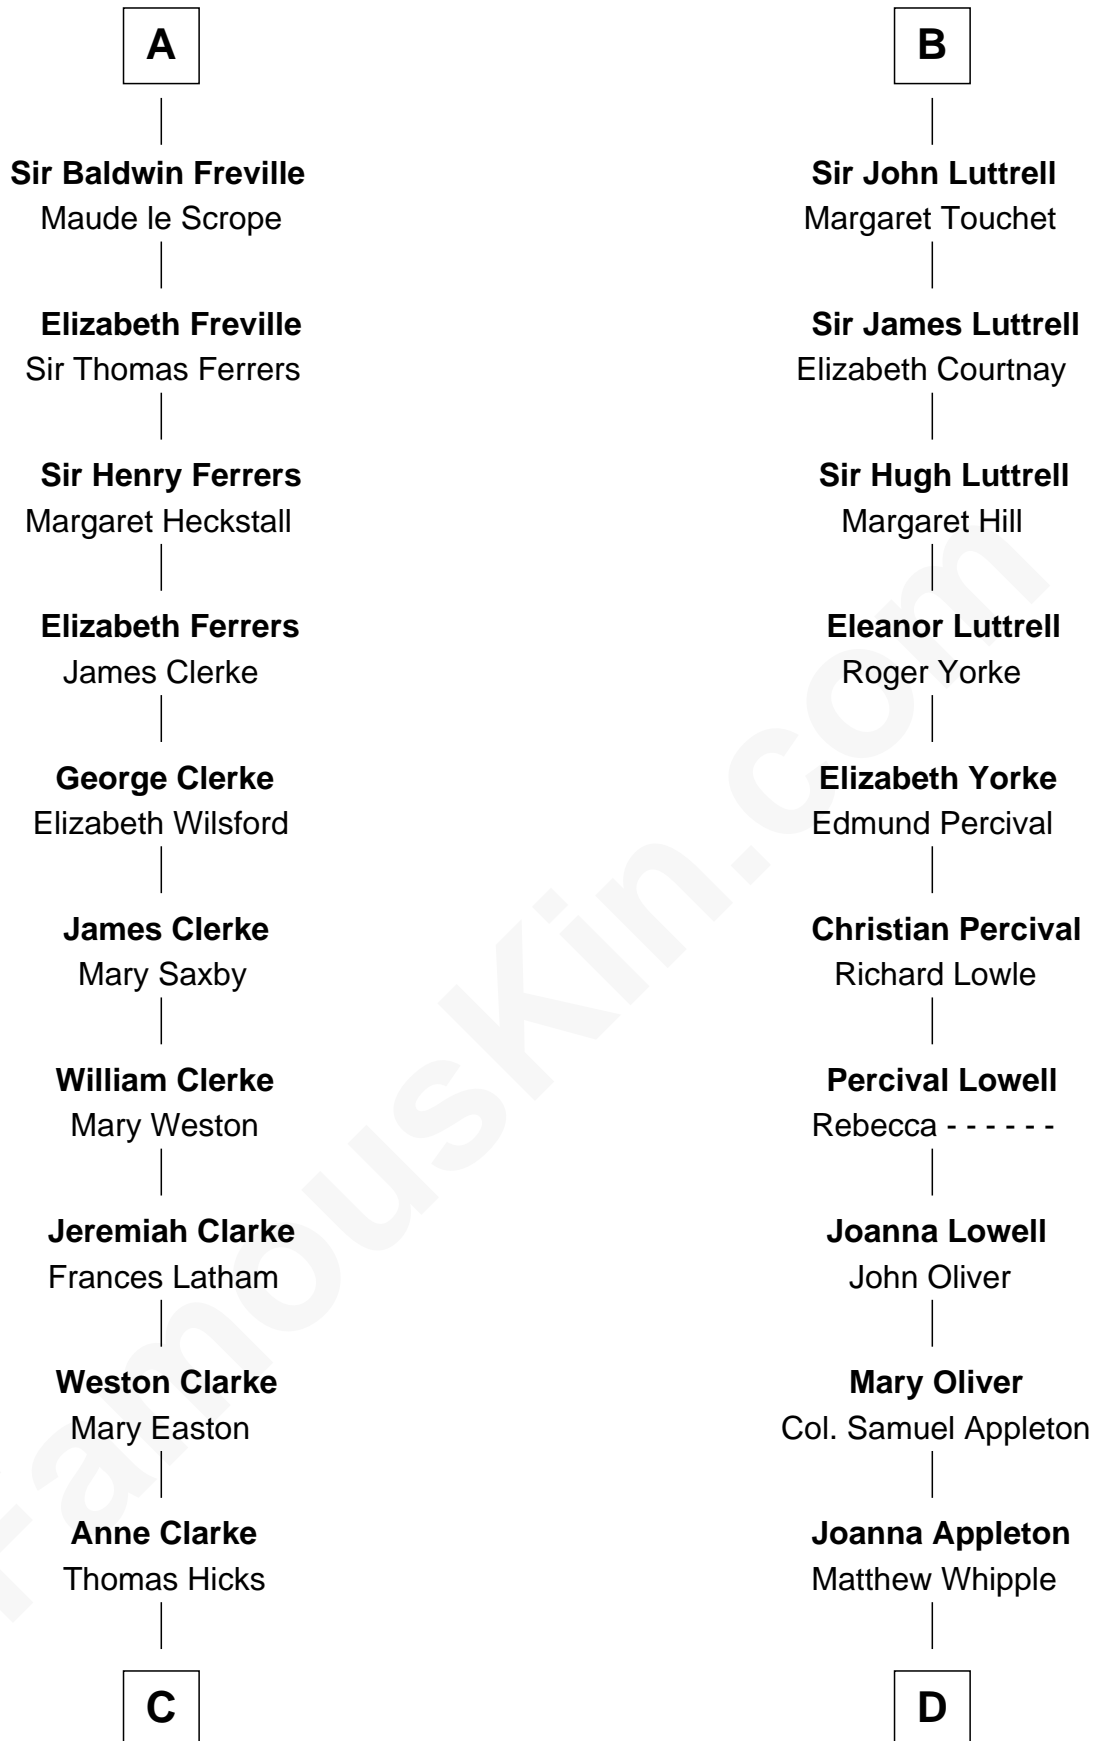 A
Sir Baldwin Freville
Maude le Scrope
Elizabeth Freville
Sir Thomas Ferrers
Sir Henry Ferrers
Margaret Heckstall
Elizabeth Ferrers
James Clerke
George Clerke
Elizabeth Wilsford
James Clerke
Mary Saxby
William Clerke
Mary Weston
Jeremiah Clarke
Frances Latham
Weston Clarke
Mary Easton
Anne Clarke
Thomas Hicks
C
B
Sir John Luttrell
Margaret Touchet
Sir James Luttrell
Elizabeth Courtnay
Sir Hugh Luttrell
Margaret Hill
Eleanor Luttrell
Roger Yorke
Elizabeth Yorke
Edmund Percival
Christian Percival
Richard Lowle
Percival Lowell
Rebecca - - - - - -
Joanna Lowell
John Oliver
Mary Oliver
Col. Samuel Appleton
Joanna Appleton
Matthew Whipple
D
FamousKin.com